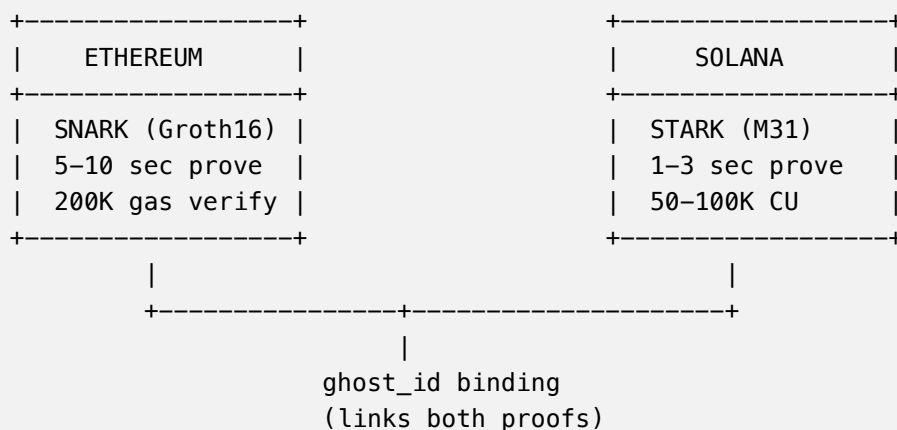 +------------------+ +-----------------+
| ETHEREUM | | SOLANA |
+------------------+ +-----------------+
| SNARK (Groth16) | | STARK (M31) |
| 5-10 sec prove | | 1-3 sec prove |
| 200K gas verify | | 50-100K CU |
+------------------+ +-----------------+
| |
+---------------+--------------------+
|
ghost_id binding
(links both proofs)